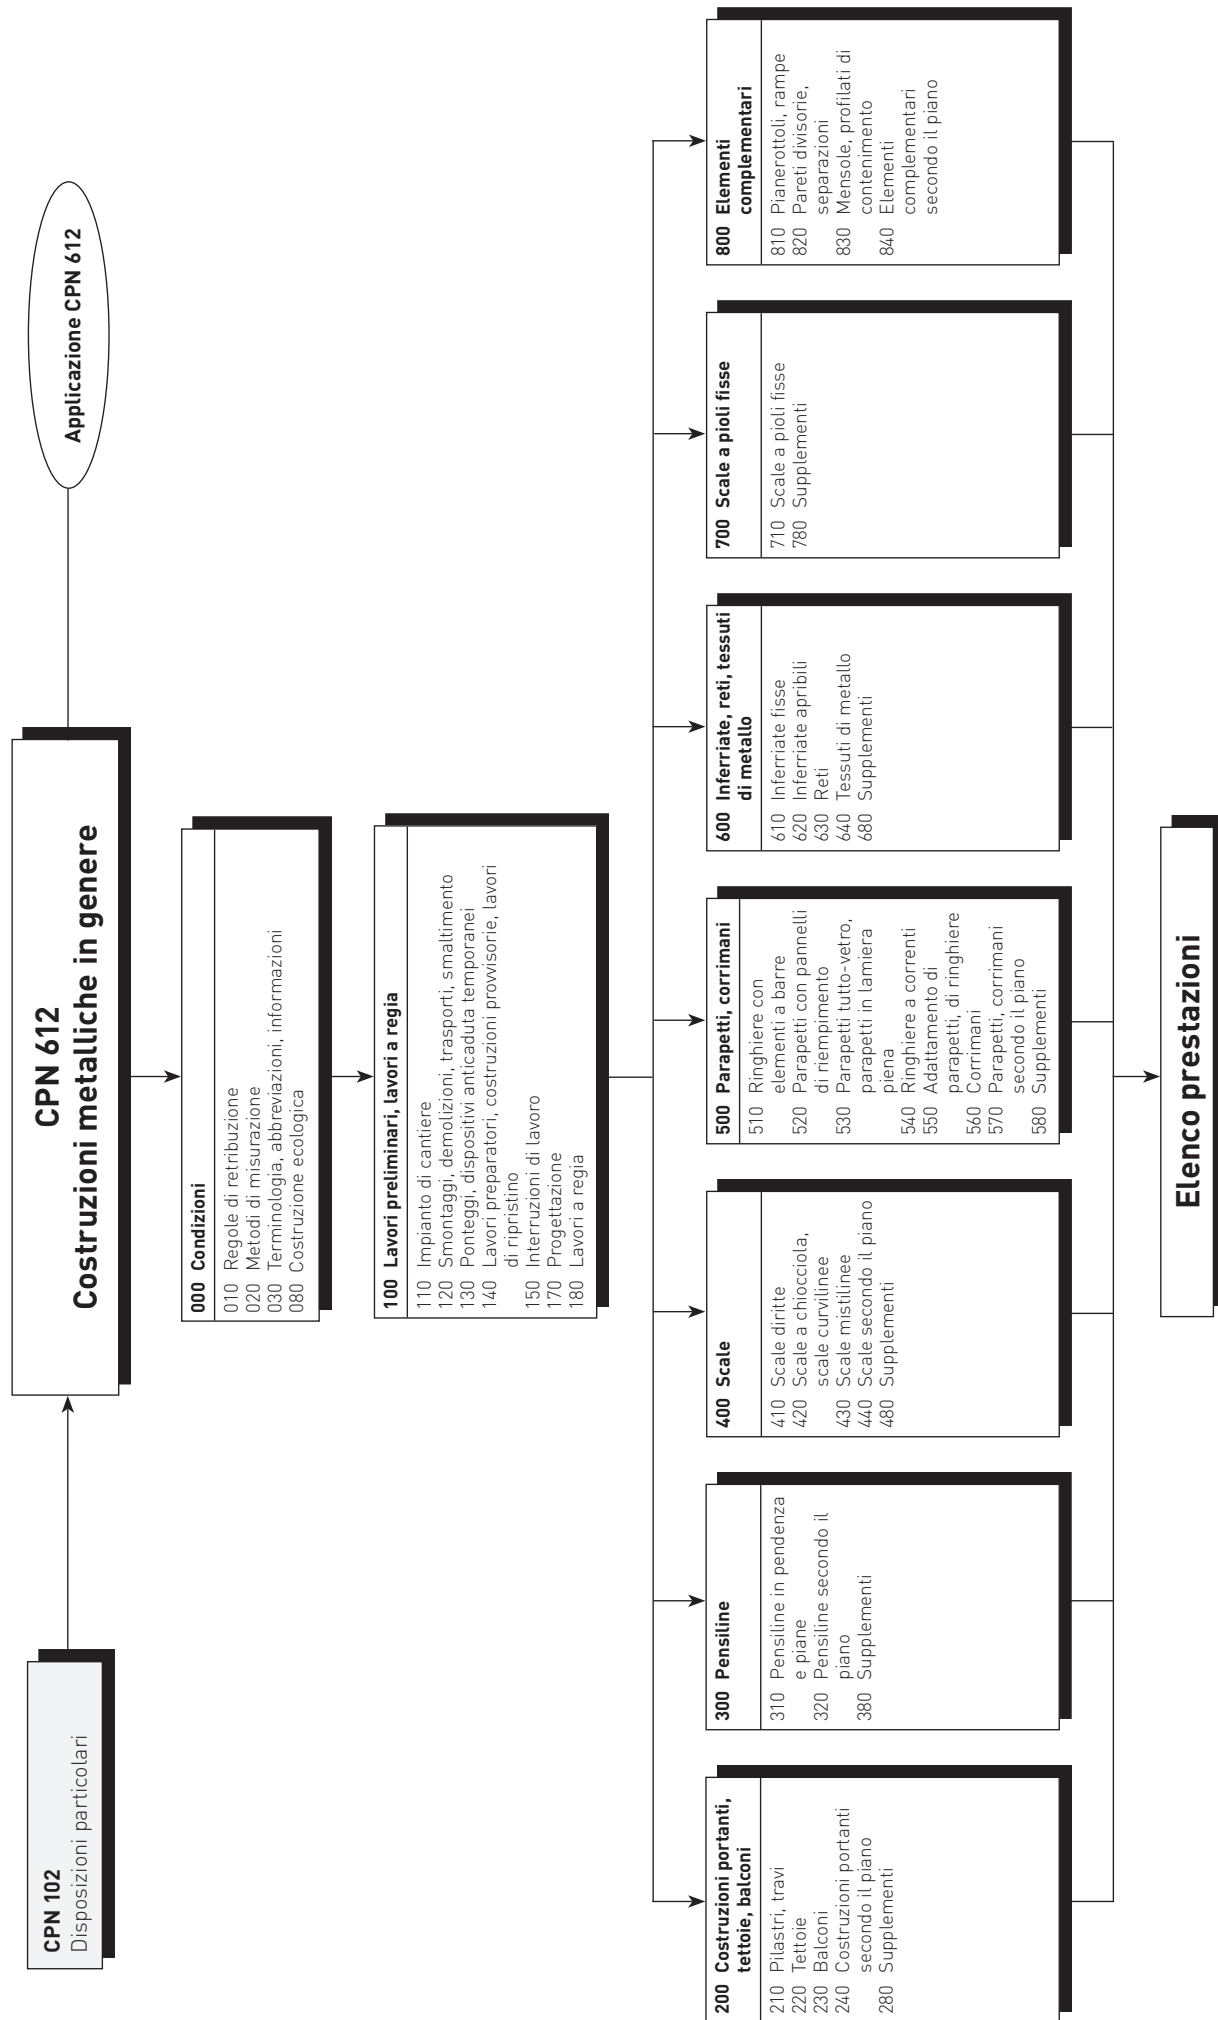 CPN 102
Disposizioni particolari
CPN 612
Costruzioni metalliche in genere
Applicazione CPN 612
000 Condizioni
010 Regole di retribuzione
020 Metodi di misurazione
030 Terminologia, abbreviazioni, informazioni
080 Costruzione ecologica
100 Lavori preliminari, lavori a regia
110 Impianto di cantiere
120 Smontaggi, demolizioni, trasporti, smaltimento
130 Ponteggi, dispositivi anticaduta temporanei
140 Lavori preparatori, costruzioni provvisorie, lavori
di ripristino
150 Interruzioni di lavoro
170 Progettazione
180 Lavori a regia
200 Costruzioni portanti,
tettoie, balconi
210 Pilastri, travi
220 Tettoie
230 Balconi
240 Costruzioni portanti
secondo il piano
280 Supplementi
300 Pensiline
310 Pensiline in pendenza
e piane
320 Pensiline secondo il
piano
380 Supplementi
400 Scale
410 Scale diritte
420 Scale a chiocciola,
scale curvilinee
430 Scale mistilinee
440 Scale secondo il piano
480 Supplementi
500 Parapetti, corrimani
510 Ringhiere con
elementi a barre
520 Parapetti con pannelli
di riempimento
530 Parapetti tutto-vetro,
parapetti in lamiera
piena
540 Ringhiere a correnti
550 Adattamento di
parapetti, di ringhiere
560 Corrimani
570 Parapetti, corrimani
secondo il piano
580 Supplementi
600 Inferriate, reti, tessuti
di metallo
610 Inferriate fisse
620 Inferriate apribili
630 Reti
640 Tessuti di metallo
680 Supplementi
700 Scale a pioli fisse
710 Scale a pioli fisse
780 Supplementi
800 Elementi
complementari
810 Pianerottoli, rampe
820 Pareti divisorie,
separazioni
830 Mensole, profilati di
contenimento
840 Elementi
complementari
secondo il piano
Elenco prestazioni